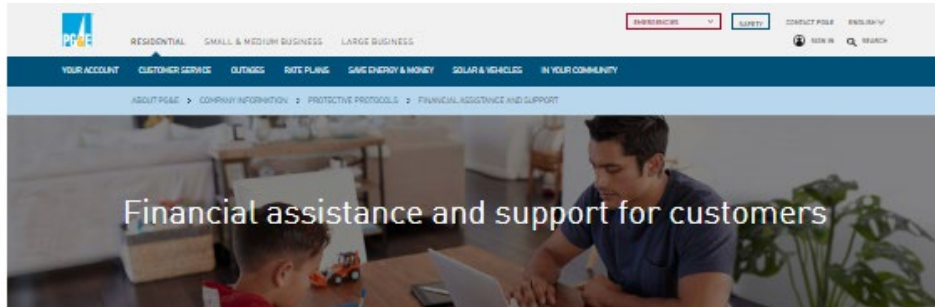 PG&E
RESIDENTIAL SMALL & MEDIUM BUSINESS LARGE BUSINESS
EMERGENCIES SAFETY CONTACT PG&E ENGLISH
SIGN IN SEARCH
YOUR ACCOUNT CUSTOMER SERVICE OUTAGES RATE PLANS SAVE ENERGY & MONEY SOLAR & VEHICLES IN YOUR COMMUNITY
ABOUT PG&E > COMPANY INFORMATION > PROTECTIVE PROTOCOLS > FINANCIAL ASSISTANCE AND SUPPORT
Financial assistance and support for customers